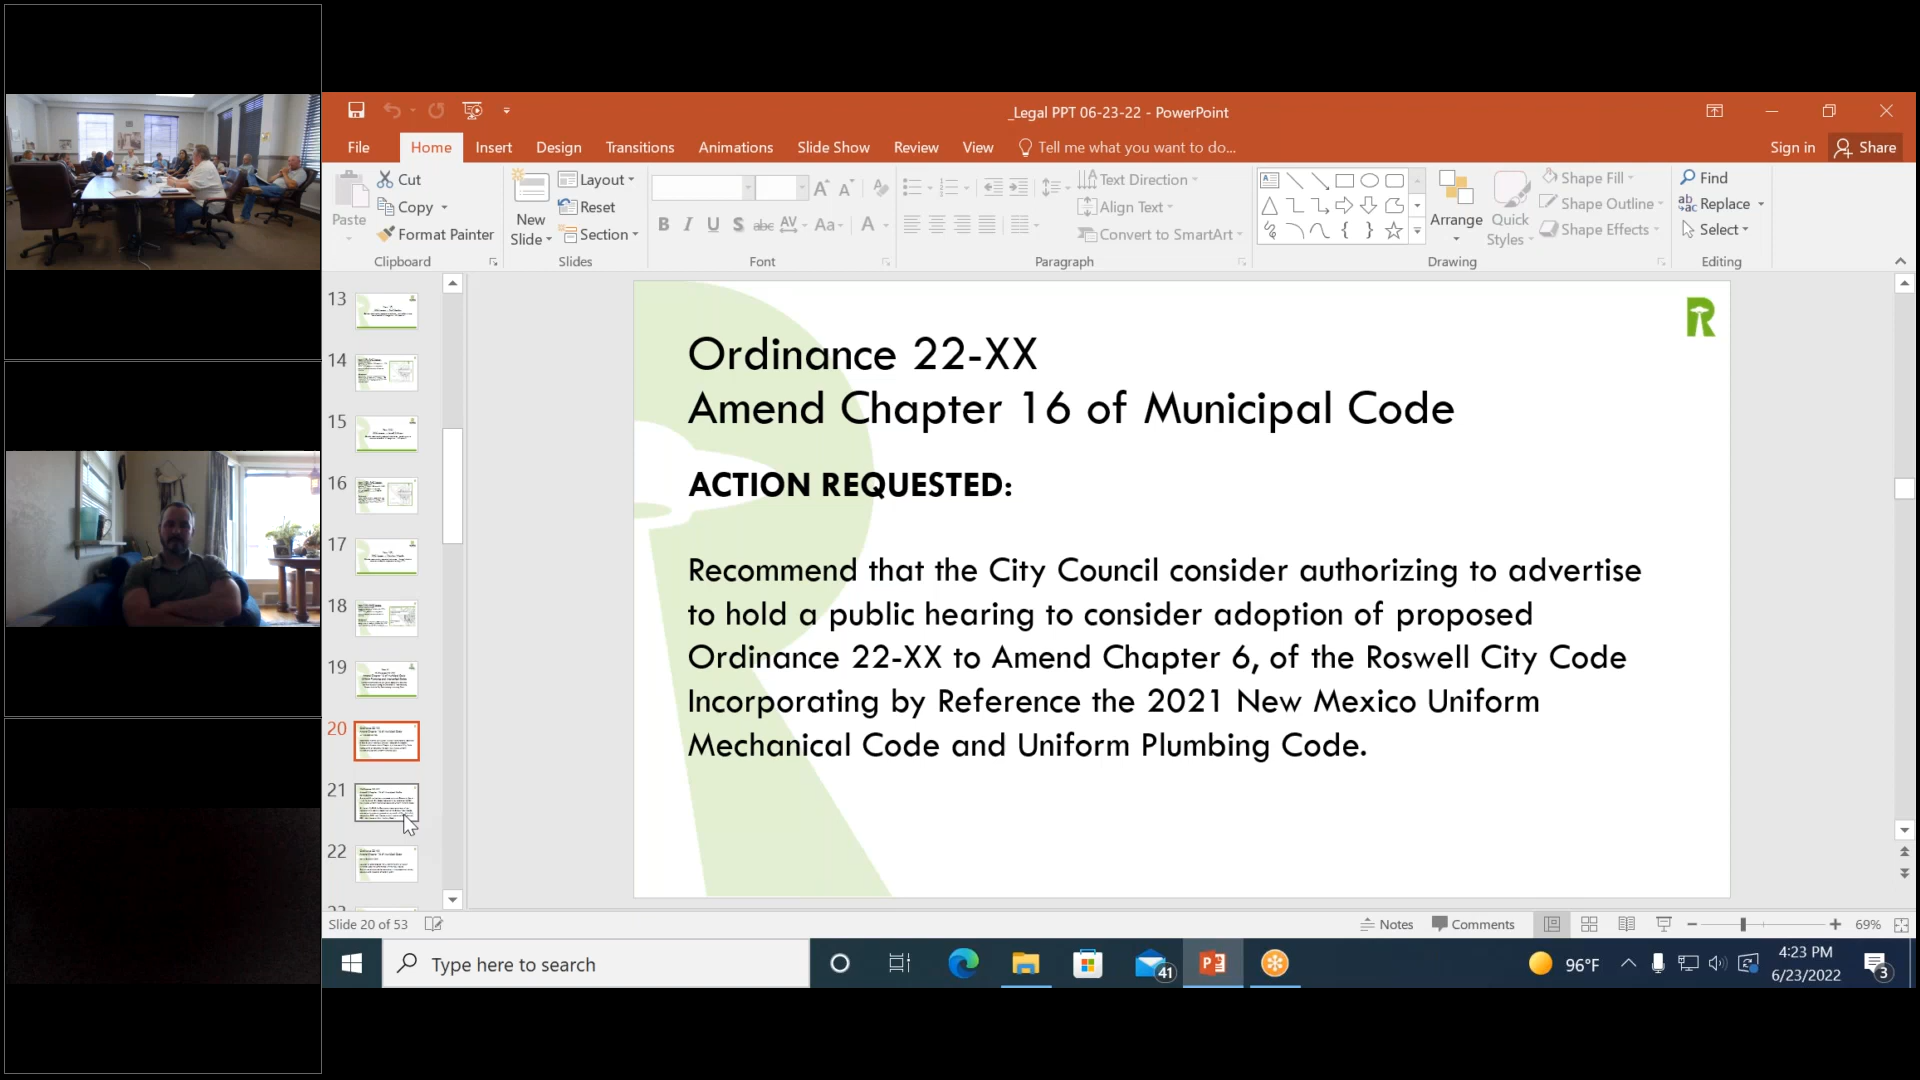 _Legal PPT 06-23-22 - PowerPoint
File Home Insert Design Transitions Animations Slide Show Review View Tell me what you want to do... Sign in Share
Paste
Cut
Copy
Format Painter
Clipboard
New
Slide
Layout
Reset
Section
Slides
B I U S abc AV Aa A
Font
Text Direction
Align Text
Convert to SmartArt
Paragraph
Arrange
Quick
Styles
Shape Fill
Shape Outline
Shape Effects
Drawing
Find
Replace
Select
Editing
13
14
15
16
17
18
19
20
21
22
R
Ordinance 22-XX
Amend Chapter 16 of Municipal Code
ACTION REQUESTED:
Recommend that the City Council consider authorizing to advertise
to hold a public hearing to consider adoption of proposed
Ordinance 22-XX to Amend Chapter 6, of the Roswell City Code
Incorporating by Reference the 2021 New Mexico Uniform
Mechanical Code and Uniform Plumbing Code.
Slide 20 of 53
Notes Comments 69%
Type here to search
41
96°F
4:23 PM
6/23/2022
3